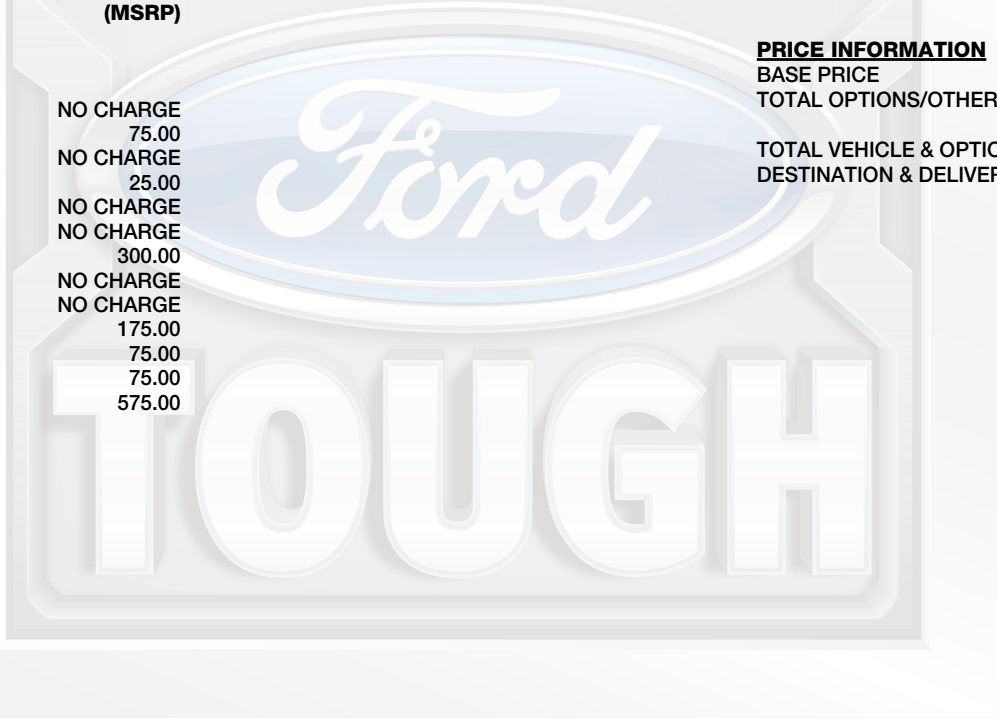 (MSRP)
NO CHARGE
75.00
NO CHARGE
25.00
NO CHARGE
NO CHARGE
300.00
NO CHARGE
NO CHARGE
175.00
75.00
75.00
575.00
PRICE INFORMATION
BASE PRICE
TOTAL OPTIONS/OTHER
TOTAL VEHICLE & OPTIO
DESTINATION & DELIVER
Ford
TOUGH